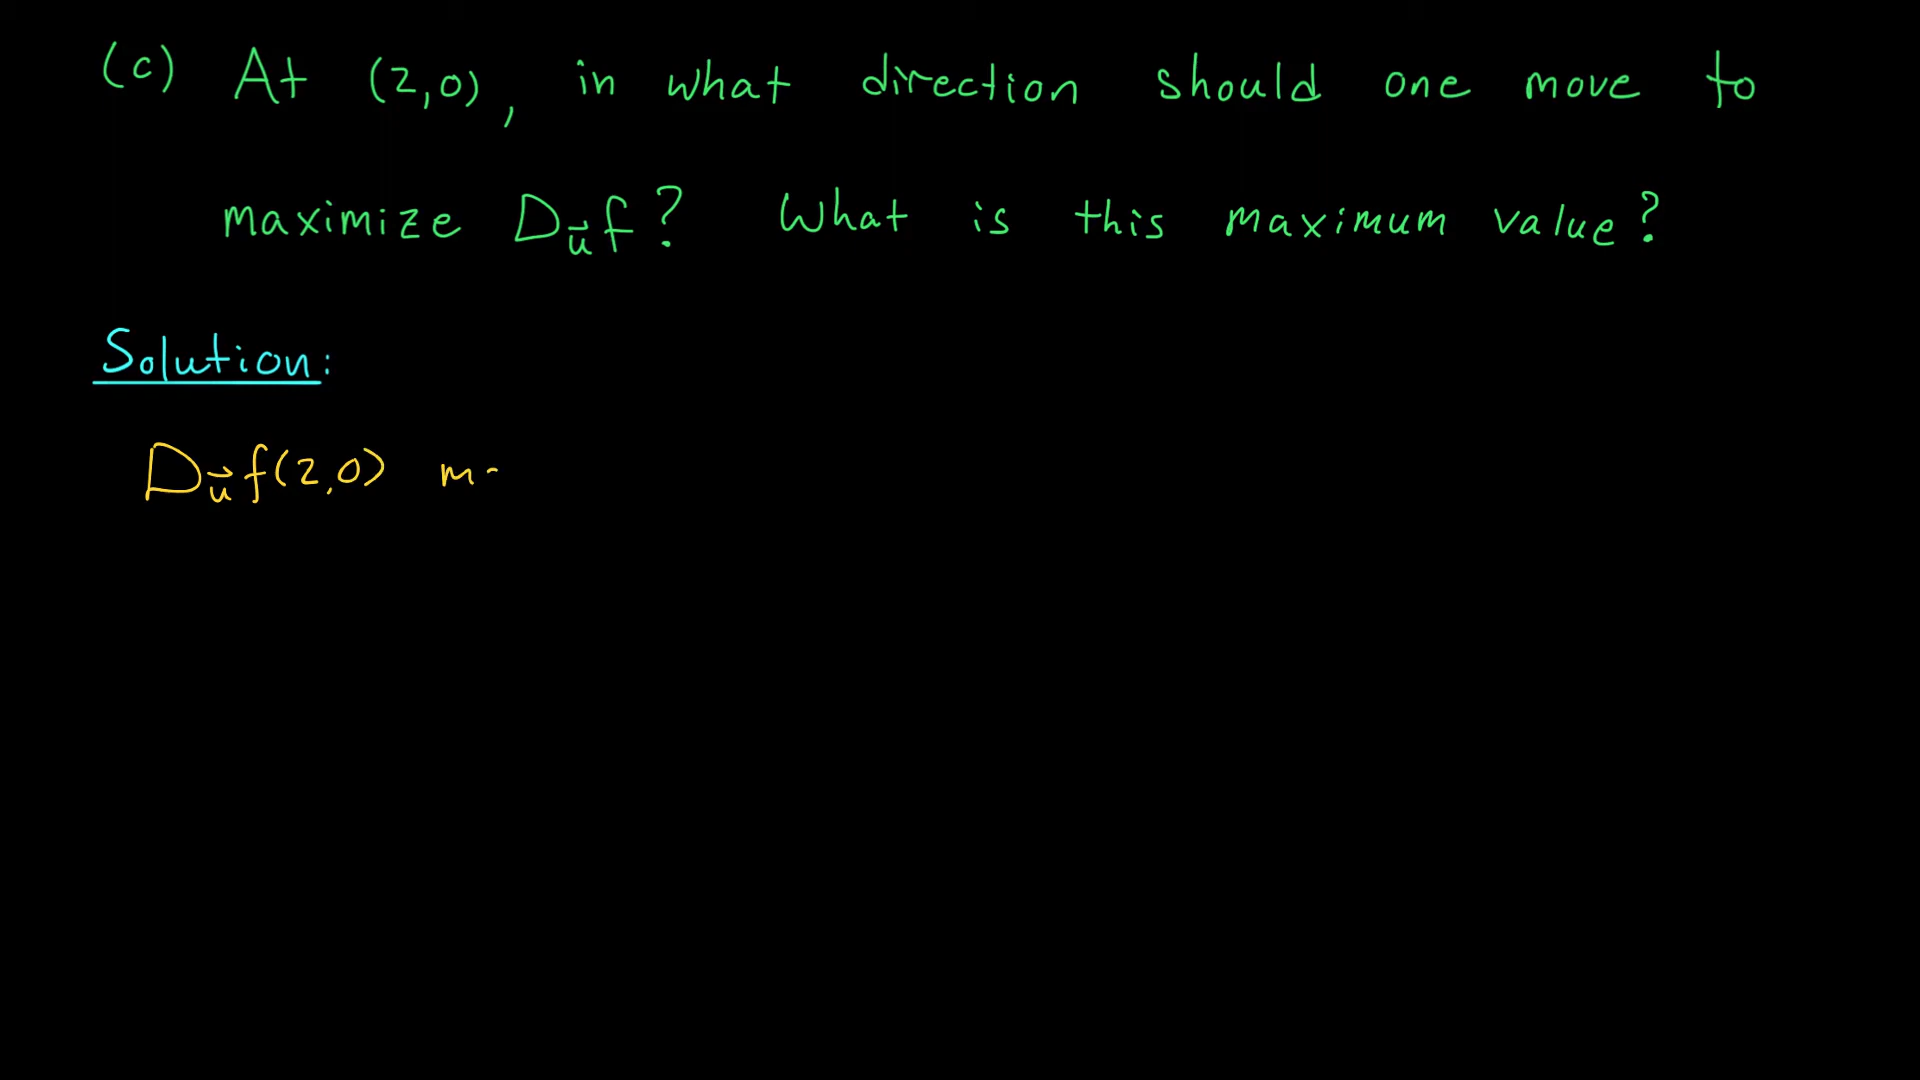 (c) At (2,0), in what direction should one move to
maximize D_u⃗ f? What is this maximum value?
Solution:
D_u⃗ f(2,0)